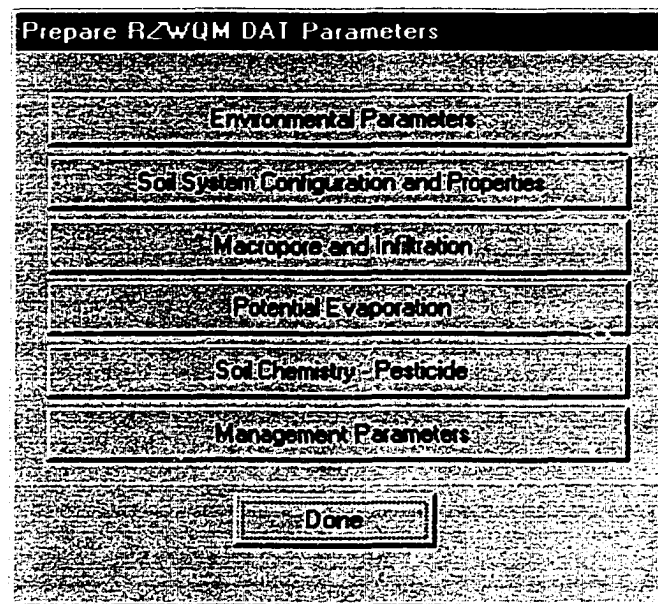 Prepare RZWQM DAT Parameters
Environmental Parameters
Soil System Configuration and Properties
Macropore and Infiltration
Potential Evaporation
Soil Chemistry - Pesticide
Management Parameters
Done